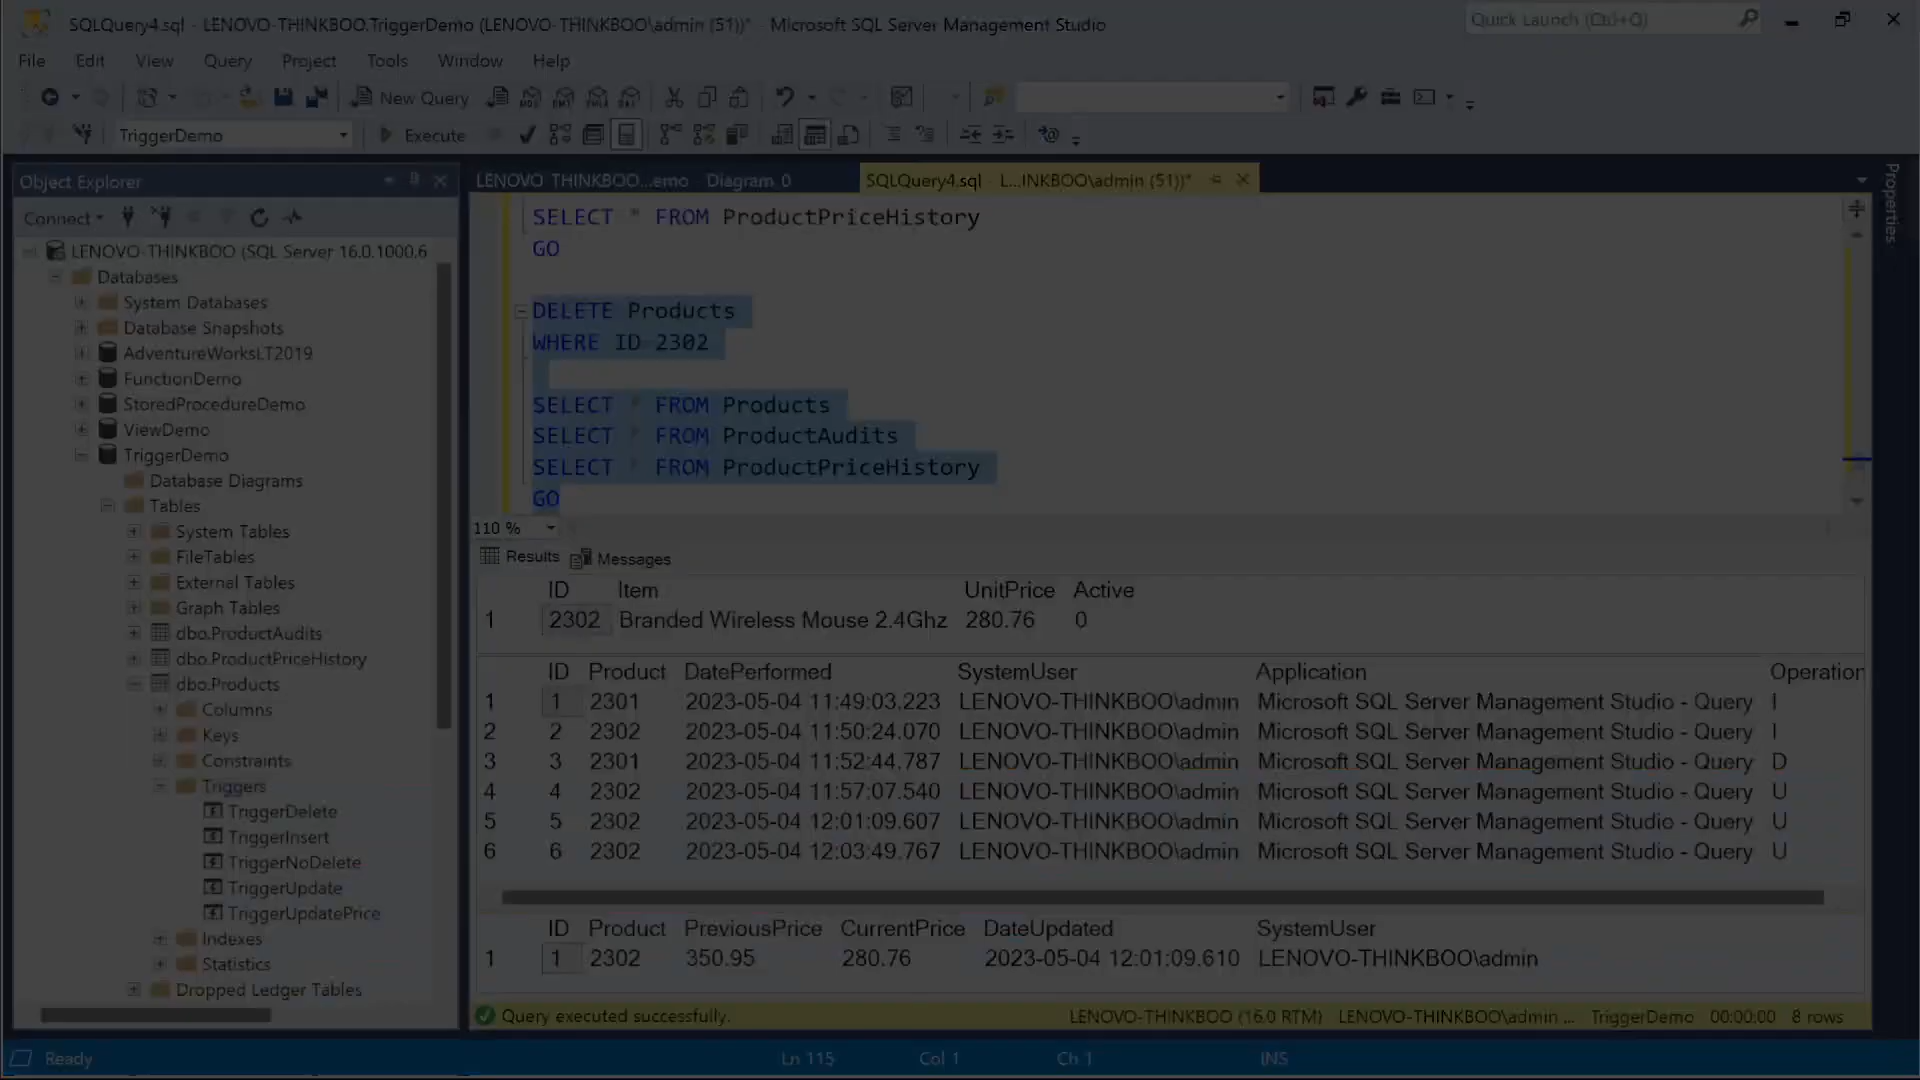 SQLQuery4.sql - LENOVO-THINKBOO.TriggerDemo (LENOVO-THINKBOO\admin (51))* - Microsoft SQL Server Management Studio
Quick Launch (Ctrl+Q)
File Edit View Query Project Tools Window Help
New Query
TriggerDemo Execute
Object Explorer
Connect
LENOVO-THINKBOO (SQL Server 16.0.1000.6
Databases
System Databases
Database Snapshots
AdventureWorksLT2019
FunctionDemo
StoredProcedureDemo
ViewDemo
TriggerDemo
Database Diagrams
Tables
System Tables
FileTables
External Tables
Graph Tables
dbo.ProductAudits
dbo.ProductPriceHistory
dbo.Products
Columns
Keys
Constraints
Triggers
TriggerDelete
TriggerInsert
TriggerNoDelete
TriggerUpdate
TriggerUpdatePrice
Indexes
Statistics
Dropped Ledger Tables
LENOVO THINKBOO...emo Diagram_0
SQLQuery4.sql - L...INKBOO\admin (51))*
Properties
SELECT * FROM ProductPriceHistory
GO
DELETE Products
WHERE ID=2302
SELECT * FROM Products
SELECT * FROM ProductAudits
SELECT * FROM ProductPriceHistory
GO
110 %
Results Messages
ID Item UnitPrice Active
1 2302 Branded Wireless Mouse 2.4Ghz 280.76 0
ID Product DatePerformed SystemUser Application Operation
1 1 2301 2023-05-04 11:49:03.223 LENOVO-THINKBOO\admin Microsoft SQL Server Management Studio - Query I
2 2 2302 2023-05-04 11:50:24.070 LENOVO-THINKBOO\admin Microsoft SQL Server Management Studio - Query I
3 3 2301 2023-05-04 11:52:44.787 LENOVO-THINKBOO\admin Microsoft SQL Server Management Studio - Query D
4 4 2302 2023-05-04 11:57:07.540 LENOVO-THINKBOO\admin Microsoft SQL Server Management Studio - Query U
5 5 2302 2023-05-04 12:01:09.607 LENOVO-THINKBOO\admin Microsoft SQL Server Management Studio - Query U
6 6 2302 2023-05-04 12:03:49.767 LENOVO-THINKBOO\admin Microsoft SQL Server Management Studio - Query U
ID Product PreviousPrice CurrentPrice DateUpdated SystemUser
1 1 2302 350.95 280.76 2023-05-04 12:01:09.610 LENOVO-THINKBOO\admin
Query executed successfully. LENOVO-THINKBOO (16.0 RTM) LENOVO-THINKBOO\admin ... TriggerDemo 00:00:00 8 rows
Ready Ln 115 Col 1 Ch 1 INS